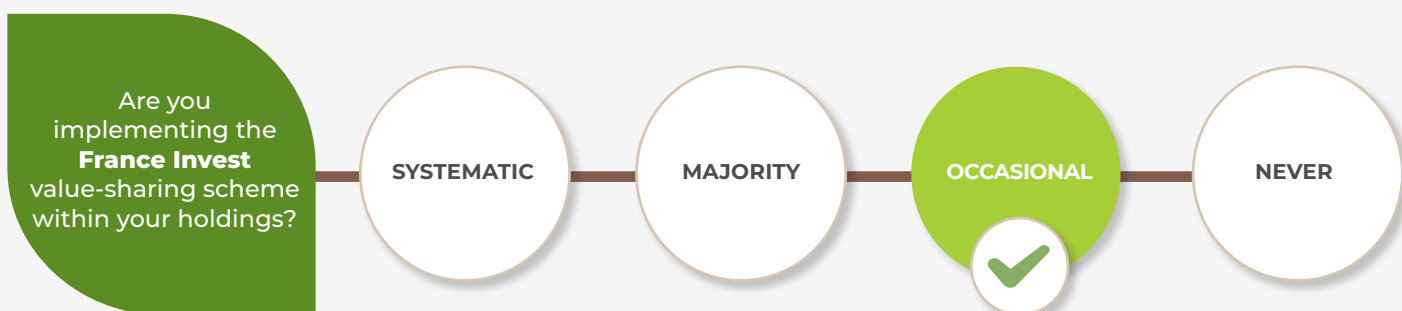 Are you
implementing the
France Invest
value-sharing scheme
within your holdings?
SYSTEMATIC
MAJORITY
OCCASIONAL
NEVER